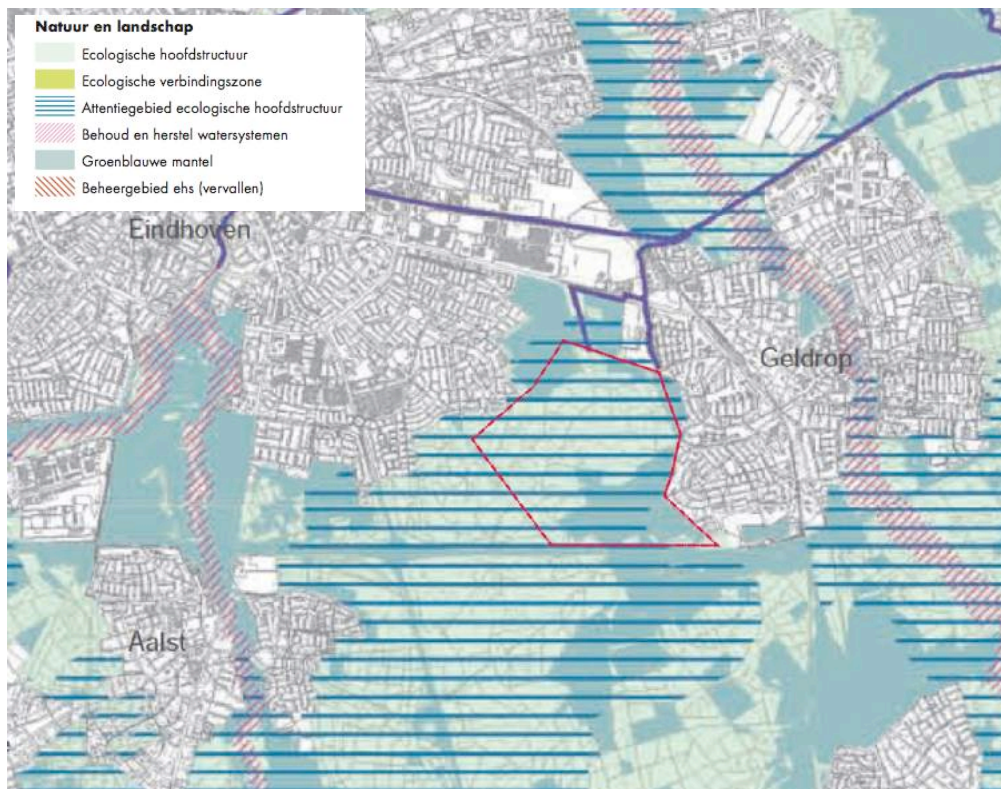 Natuur en landschap
Ecologische hoofdstructuur
Ecologische verbindingszone
Attentiegebied ecologische hoofdstructuur
Behoud en herstel watersystemen
Groenblauwe mantel
Beheergebied ehs (vervallen)
Eindhoven
Geldrop
Aalst